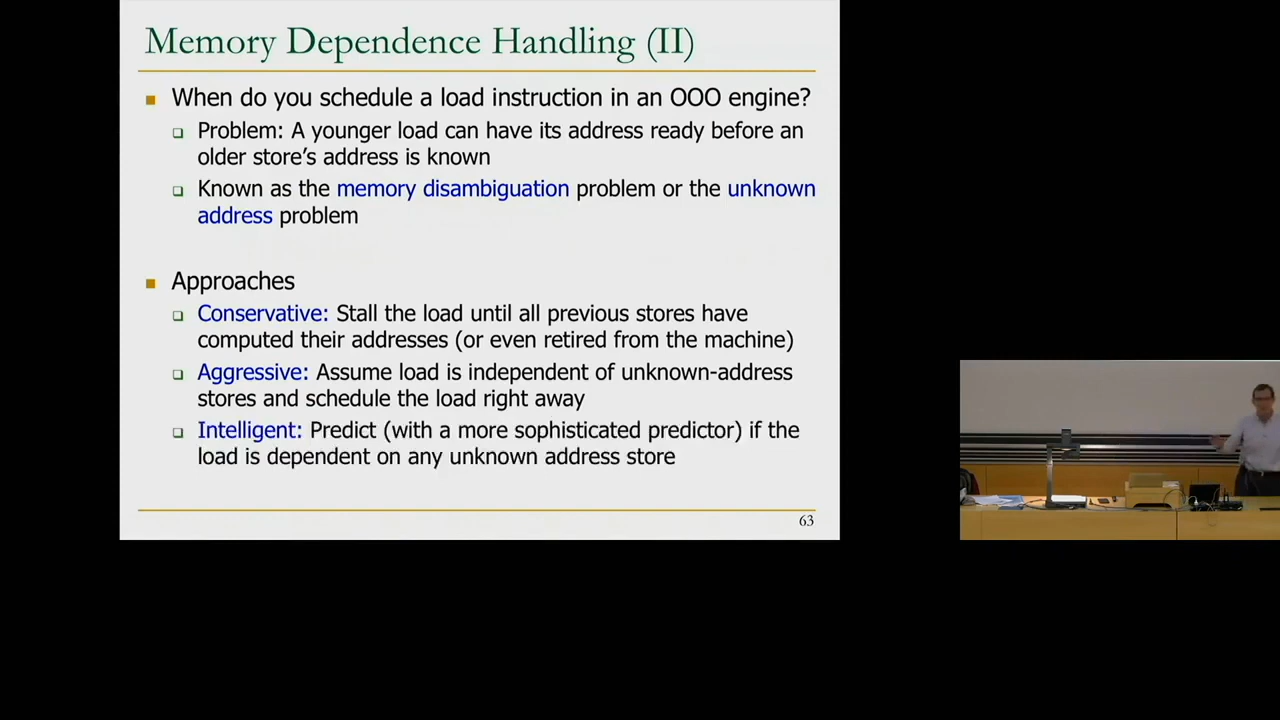 Memory Dependence Handling (II)
When do you schedule a load instruction in an OOO engine?
Problem: A younger load can have its address ready before an
older store's address is known
Known as the memory disambiguation problem or the unknown
address problem
Approaches
Conservative: Stall the load until all previous stores have
computed their addresses (or even retired from the machine)
Aggressive: Assume load is independent of unknown-address
stores and schedule the load right away
Intelligent: Predict (with a more sophisticated predictor) if the
load is dependent on any unknown address store
63